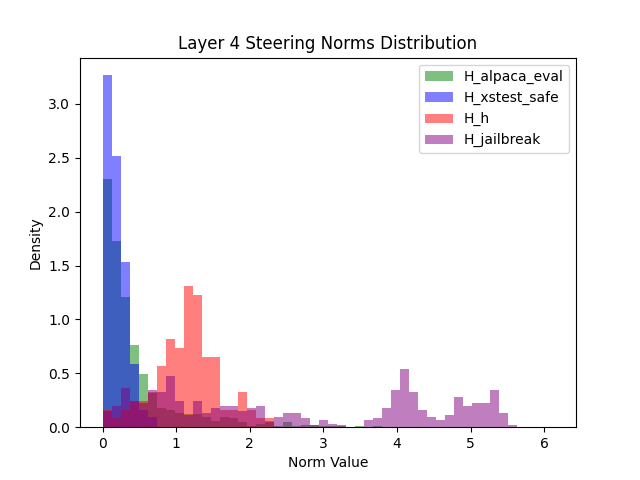 Layer 4 Steering Norms Distribution
H_alpaca_eval
H_xstest_safe
H_h
H_jailbreak
Density
3.0
2.5
2.0
1.5
1.0
0.5
0.0
0 1 2 3 4 5 6
Norm Value